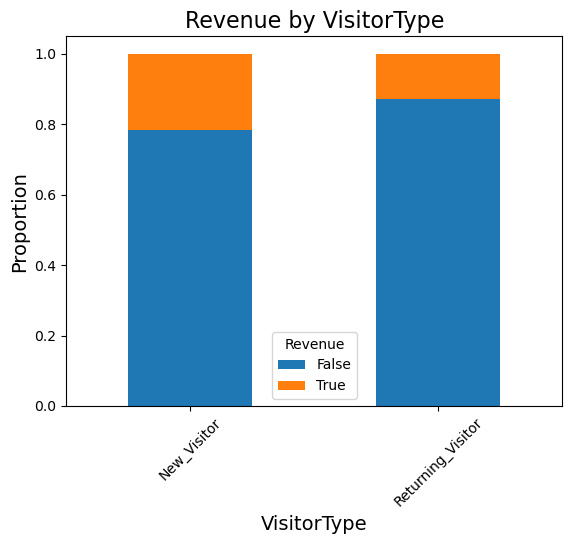 Revenue by VisitorType
1.0
0.8
0.6
0.4
0.2
0.0
Proportion
Revenue
False
True
New_Visitor
Returning_Visitor
VisitorType